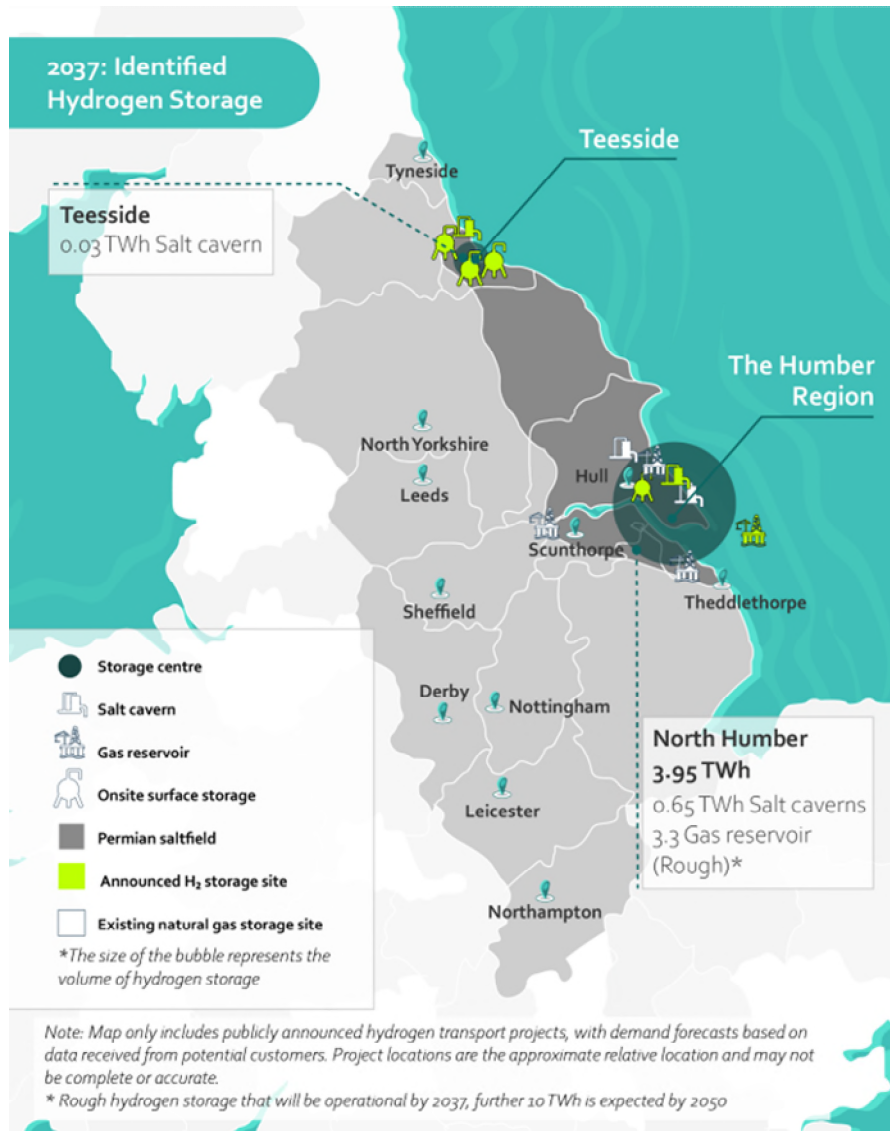 2037: Identified
Hydrogen Storage
Teesside
Tyneside
Teesside
0.03 TWh Salt cavern
The Humber
Region
North Yorkshire
Hull
Leeds
Scunthorpe
Theddlethorpe
Sheffield
Storage centre
Salt cavern
Gas reservoir
Onsite surface storage
Permian saltfield
Announced H₂ storage site
Existing natural gas storage site
*The size of the bubble represents the
volume of hydrogen storage
Derby
Nottingham
Leicester
Northampton
North Humber
3.95 TWh
0.65 TWh Salt caverns
3.3 Gas reservoir
(Rough)*
Note: Map only includes publicly announced hydrogen transport projects, with demand forecasts based on
data received from potential customers. Project locations are the approximate relative location and may not
be complete or accurate.
* Rough hydrogen storage that will be operational by 2037, further 10 TWh is expected by 2050